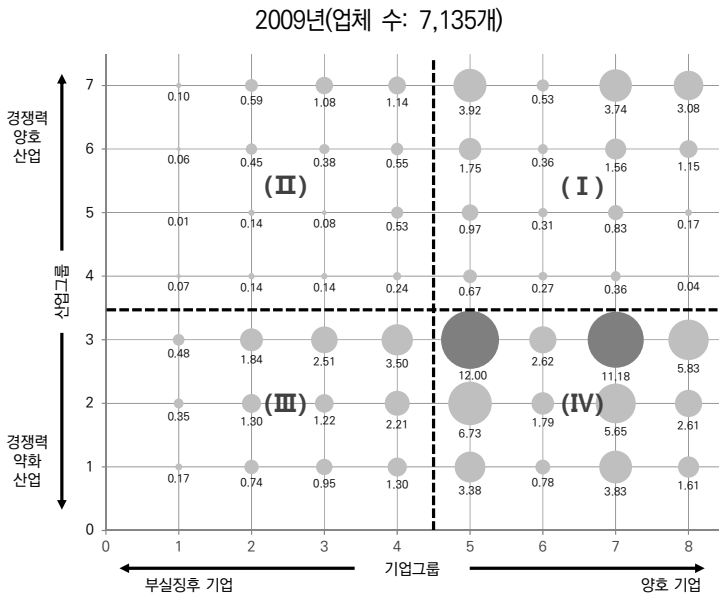 2009년(업체 수: 7,135개)
7
0.10 0.59 1.08 1.14 3.92 0.53 3.74 3.08
경쟁력
양호
산업
6
0.06 0.45 0.38 0.55 1.75 0.36 1.56 1.15
(Ⅱ) (Ⅰ)
5
0.01 0.14 0.08 0.53 0.97 0.31 0.83 0.17
산업그룹
4
0.07 0.14 0.14 0.24 0.67 0.27 0.36 0.04
3
0.48 1.84 2.51 3.50 12.00 2.62 11.18 5.83
(Ⅲ) (Ⅳ)
2
0.35 1.30 1.22 2.21 6.73 1.79 5.65 2.61
경쟁력
약화
산업
1
0.17 0.74 0.95 1.30 3.38 0.78 3.83 1.61
0
0 1 2 3 4 5 6 7 8
기업그룹
부실징후 기업 양호 기업